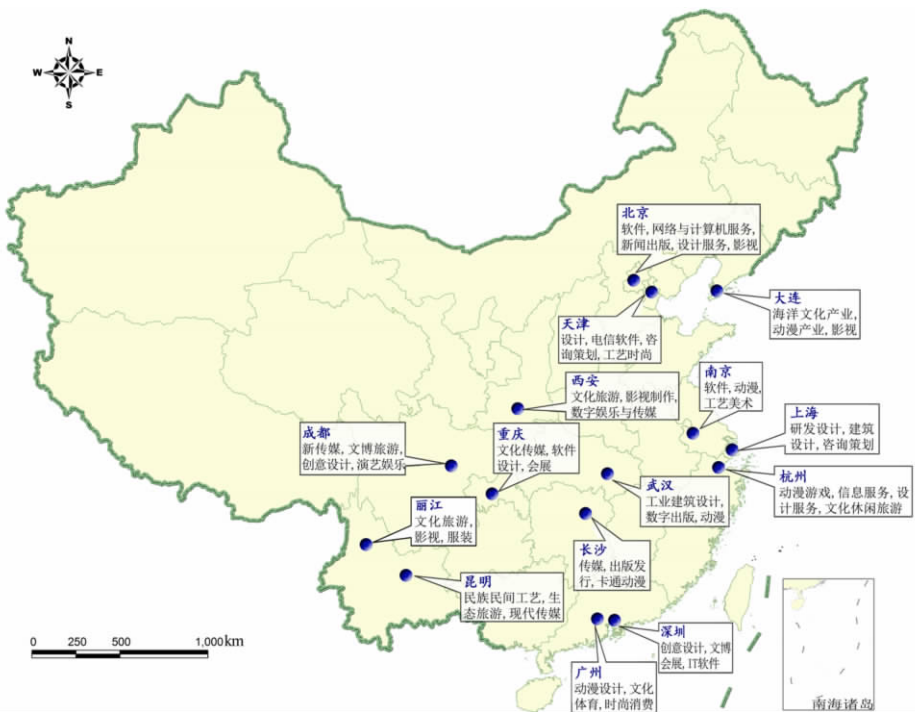 N
W
E
S
北京
软件, 网络与计算机服务,
新闻出版, 设计服务, 影视
大连
海洋文化产业,
动漫产业, 影视
天津
设计, 电信软件, 咨
询策划, 工艺时尚
南京
软件, 动漫,
工艺美术
西安
文化旅游, 影视制作,
数字娱乐与传媒
上海
研发设计, 建筑
设计, 咨询策划
成都
新传媒, 文博旅游,
创意设计, 演艺娱乐
重庆
文化传媒, 软件
设计, 会展
杭州
动漫游戏, 信息服务, 设
计服务, 文化休闲旅游
武汉
工业建筑设计,
数字出版, 动漫
丽江
文化旅游,
影视, 服装
长沙
传媒, 出版发
行, 卡通动漫
昆明
民族民间工艺, 生
态旅游, 现代传媒
深圳
创意设计, 文博
会展, IT软件
广州
动漫设计, 文化
体育, 时尚消费
0 250 500 1,000km
南海诸岛